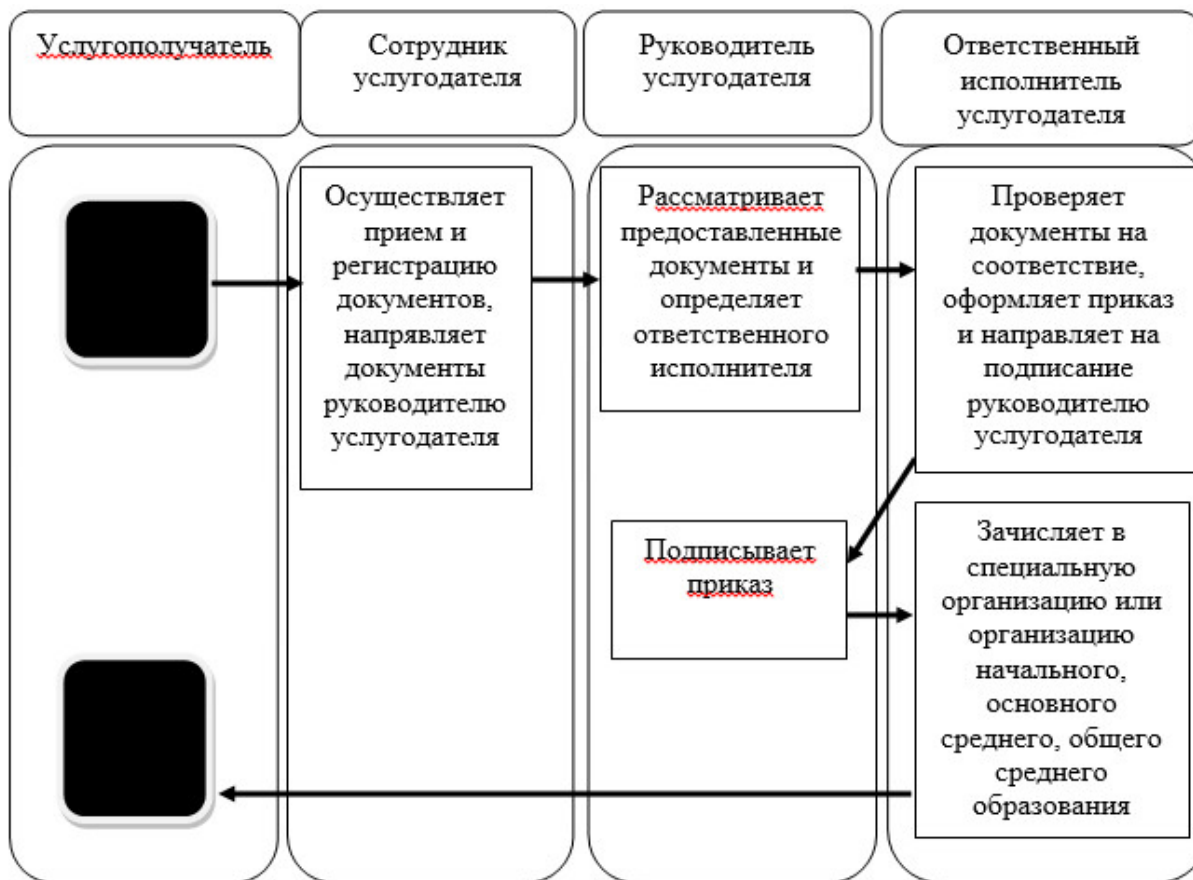 Услугополучатель
Сотрудник
услугодателя
Руководитель
услугодателя
Ответственный
исполнитель
услугодателя
Осуществляет
прием и
регистрацию
документов,
напрявляет
документы
руководителю
услугодателя
Рассматривает
предоставленные
документы и
определяет
ответственного
исполнителя
Проверяет
документы на
соответствие,
оформляет приказ
и направляет на
подписание
руководителю
услугодателя
Подписывает
приказ
Зачисляет в
специальную
организацию или
организацию
начального,
основного
среднего, общего
среднего
образования